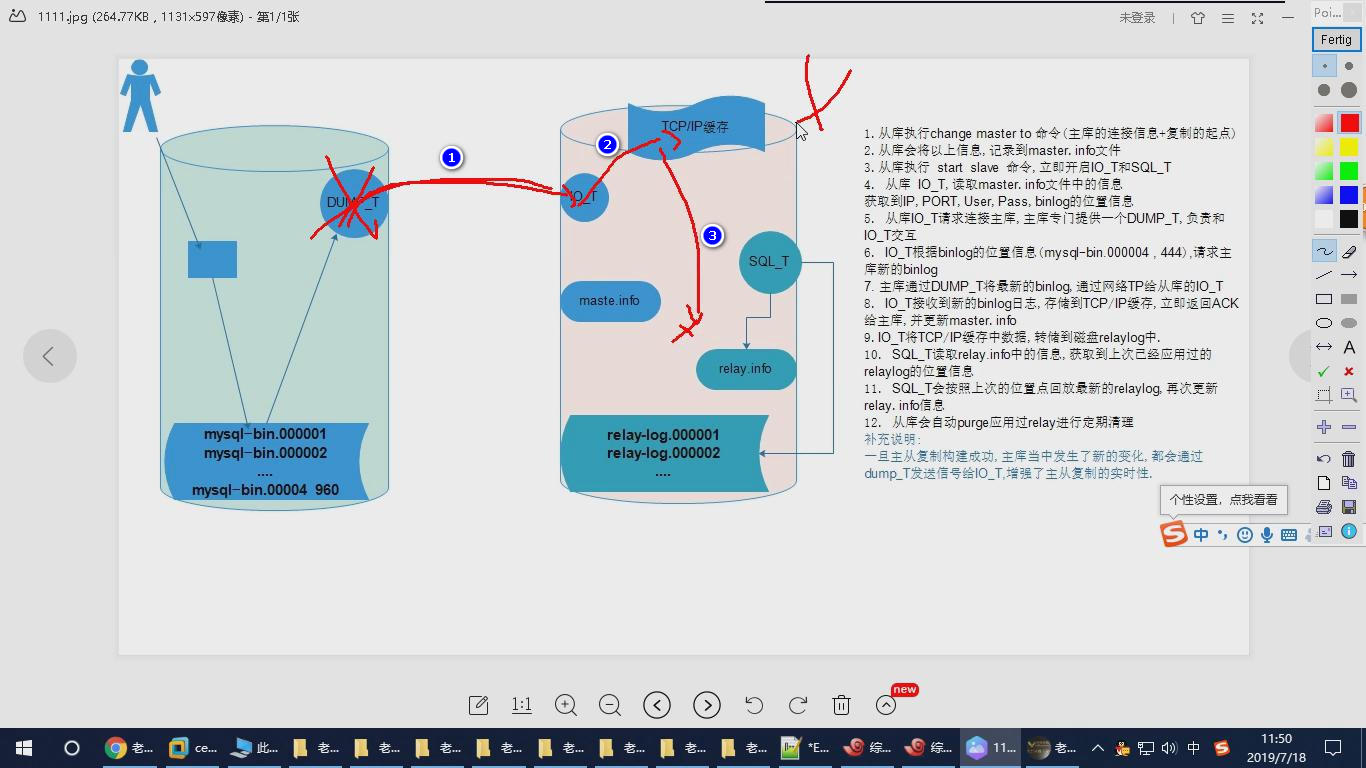 1111.jpg (264.77KB , 1131x597像素) - 第1/1张
未登录
Poi...
Fertig
TCP/IP缓存
1
2
3
DUMP_T
IO_T
SQL_T
maste.info
relay.info
mysql-bin.000001
mysql-bin.000002
....
mysql-bin.00004 960
relay-log.000001
relay-log.000002
....
1. 从库执行change master to 命令(主库的连接信息+复制的起点)
2. 从库会将以上信息, 记录到master. info文件
3. 从库执行 start slave 命令, 立即开启IO_T和SQL_T
4. 从库 IO_T, 读取master. info文件中的信息
获取到IP, PORT, User, Pass, binlog的位置信息
5. 从库IO_T请求连接主库, 主库专门提供一个DUMP_T, 负责和
IO_T交互
6. IO_T根据binlog的位置信息(mysql-bin.000004 , 444),请求主
库新的binlog
7. 主库通过DUMP_T将最新的binlog, 通过网络TP给从库的IO_T
8. IO_T接收到新的binlog日志, 存储到TCP/IP缓存, 立即返回ACK
给主库, 并更新master. info
9. IO_T将TCP/IP缓存中数据, 转储到磁盘relaylog中.
10. SQL_T读取relay.info中的信息, 获取到上次已经应用过的
relaylog的位置信息
11. SQL_T会按照上次的位置点回放最新的relaylog, 再次更新
relay. info信息
12. 从库会自动purge应用过relay进行定期清理
补充说明:
一旦主从复制构建成功, 主库当中发生了新的变化, 都会通过
dump_T发送信号给IO_T,增强了主从复制的实时性.
个性设置，点我看看
S 中
A
1:1
new
老...
ce...
此...
老...
老...
老...
老...
老...
老...
老...
老...
*E...
综...
综...
11...
老...
中
S
11:50
2019/7/18